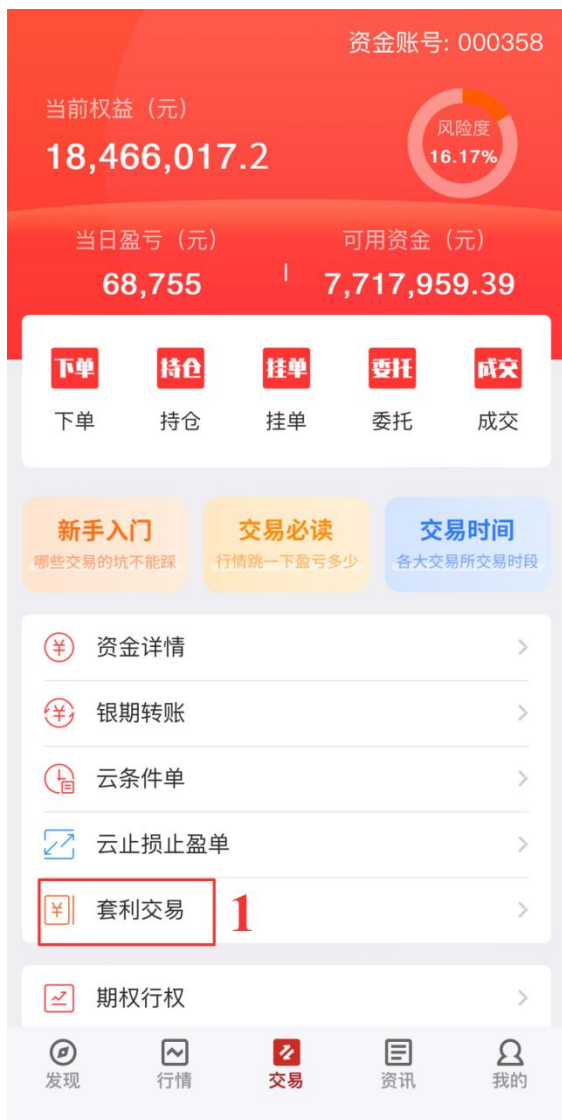 资金账号: 000358
当前权益（元）
18,466,017.2
风险度
16.17%
当日盈亏（元）
可用资金（元）
68,755
7,717,959.39
下单 持仓 挂单 委托 成交
下单 持仓 挂单 委托 成交
新手入门 交易必读 交易时间
哪些交易的坑不能踩 行情跳一下盈亏多少 各大交易所交易时段
资金详情
银期转账
云条件单
云止损止盈单
套利交易 1
期权行权
发现 行情 交易 资讯 我的